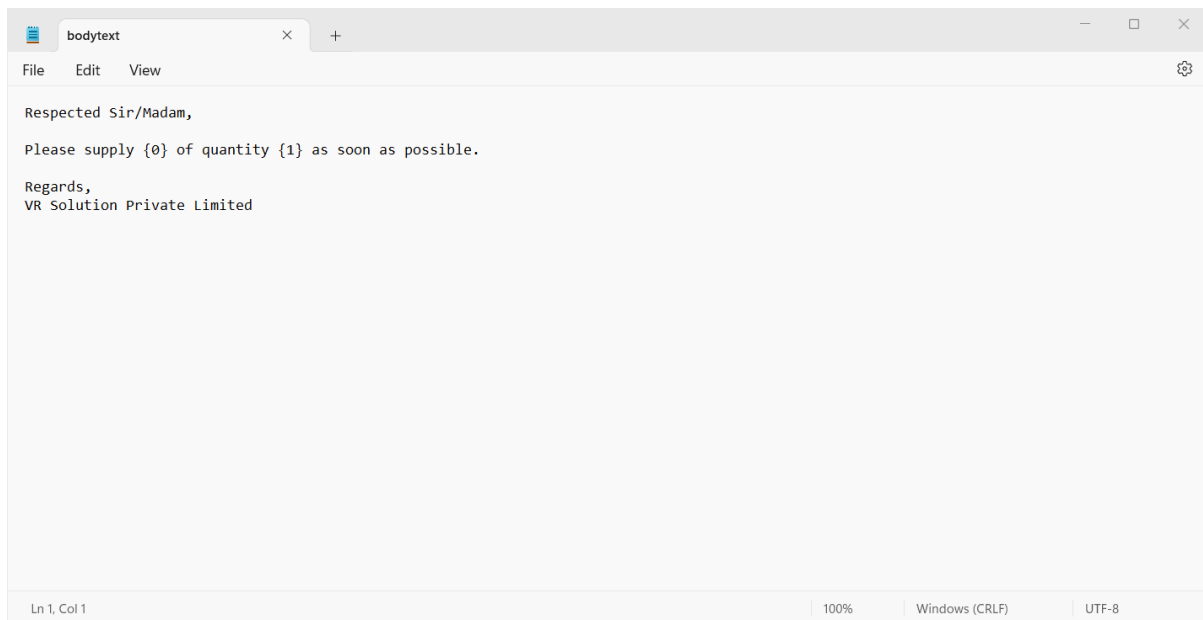 bodytext
File Edit View
Respected Sir/Madam,
Please supply {0} of quantity {1} as soon as possible.
Regards,
VR Solution Private Limited
Ln 1, Col 1 100% Windows (CRLF) UTF-8